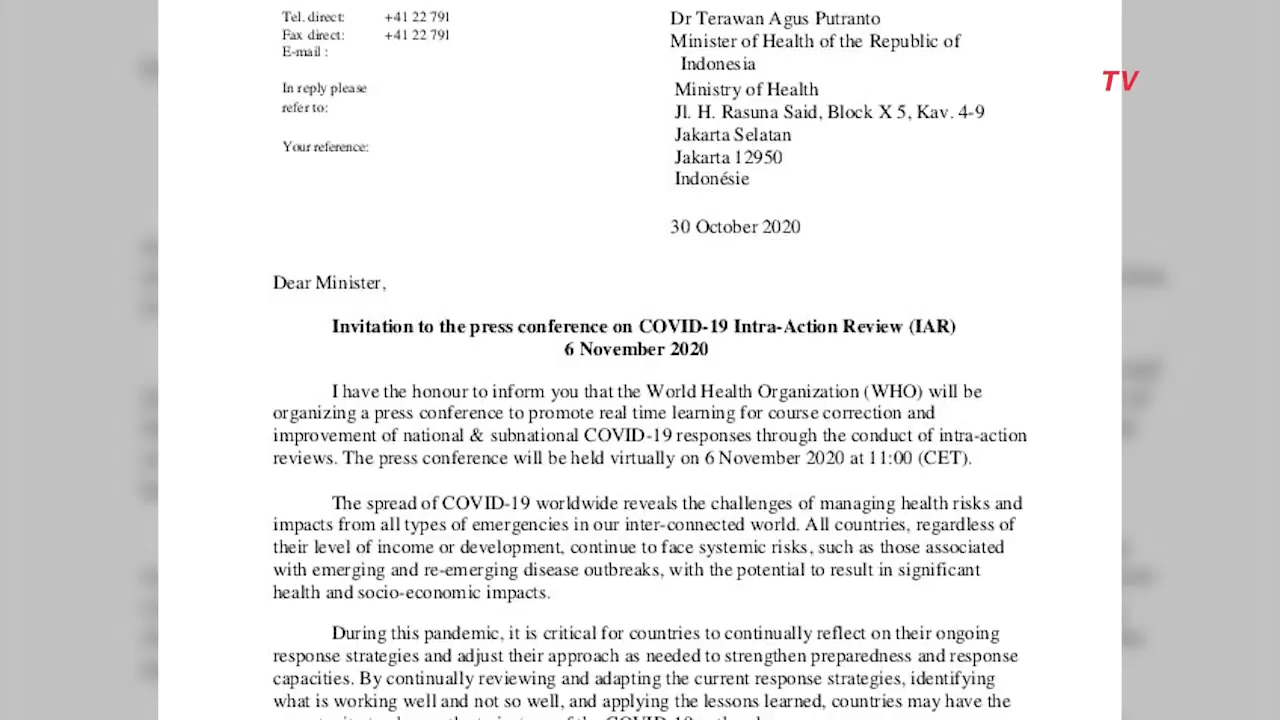 Tel. direct: +41 22 791
Fax direct: +41 22 791
E-mail :
In reply please
refer to:
Your reference:
Dr Terawan Agus Putranto
Minister of Health of the Republic of
Indonesia
Ministry of Health
Jl. H. Rasuna Said, Block X 5, Kav. 4-9
Jakarta Selatan
Jakarta 12950
Indonésie
30 October 2020
TV
Dear Minister,
Invitation to the press conference on COVID-19 Intra-Action Review (IAR)
6 November 2020
I have the honour to inform you that the World Health Organization (WHO) will be
organizing a press conference to promote real time learning for course correction and
improvement of national & subnational COVID-19 responses through the conduct of intra-action
reviews. The press conference will be held virtually on 6 November 2020 at 11:00 (CET).
The spread of COVID-19 worldwide reveals the challenges of managing health risks and
impacts from all types of emergencies in our inter-connected world. All countries, regardless of
their level of income or development, continue to face systemic risks, such as those associated
with emerging and re-emerging disease outbreaks, with the potential to result in significant
health and socio-economic impacts.
During this pandemic, it is critical for countries to continually reflect on their ongoing
response strategies and adjust their approach as needed to strengthen preparedness and response
capacities. By continually reviewing and adapting the current response strategies, identifying
what is working well and not so well, and applying the lessons learned, countries may have the